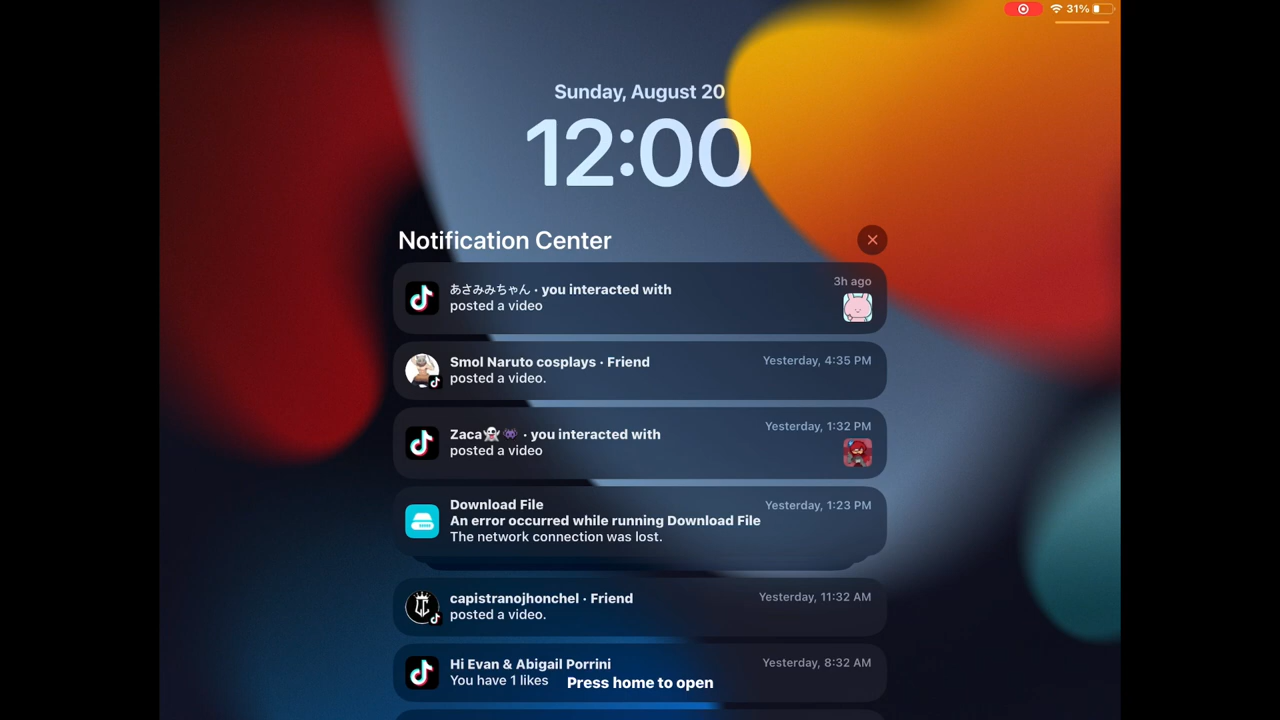 31%
Sunday, August 20
12:00
Notification Center
あさみみちゃん · you interacted with
3h ago
posted a video
Smol Naruto cosplays · Friend
Yesterday, 4:35 PM
posted a video.
Zaca👻👾 · you interacted with
Yesterday, 1:32 PM
posted a video
Download File
Yesterday, 1:23 PM
An error occurred while running Download File
The network connection was lost.
capistranojhonchel · Friend
Yesterday, 11:32 AM
posted a video.
Hi Evan & Abigail Porrini
Yesterday, 8:32 AM
You have 1 likes
Press home to open